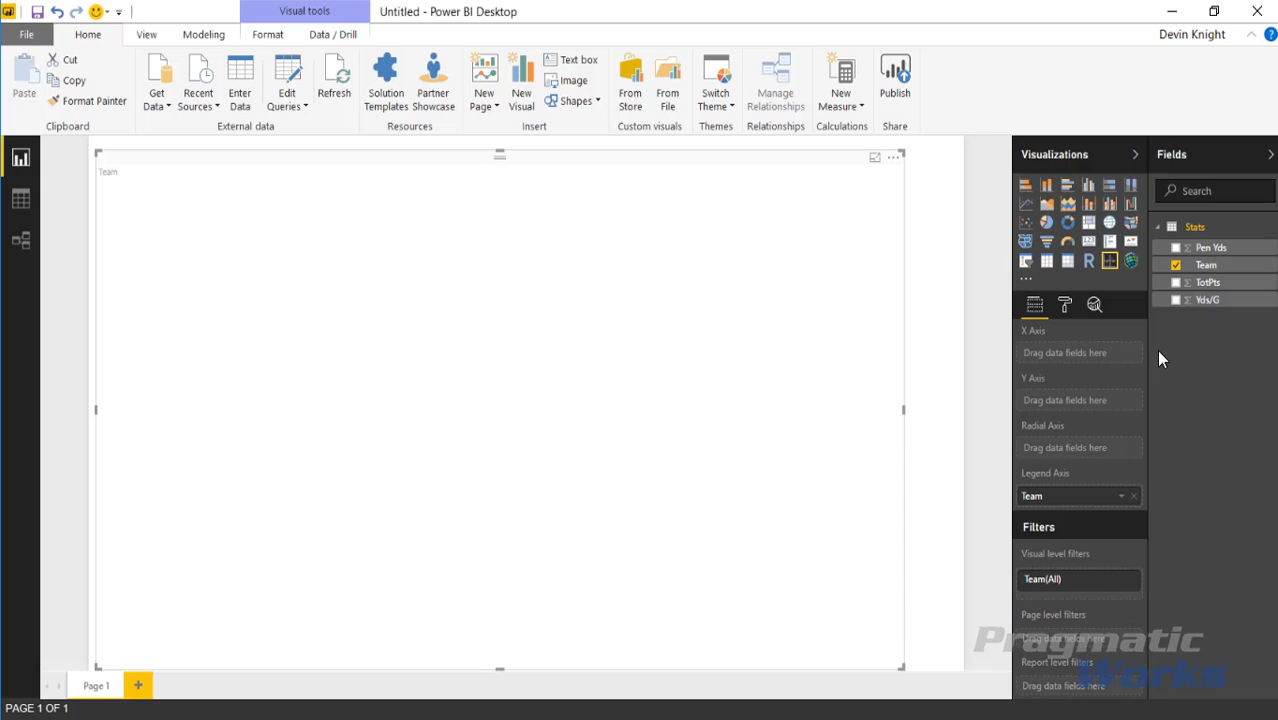 Visual tools
Untitled - Power BI Desktop
File
Home
View
Modeling
Format
Data / Drill
Devin Knight
Paste
Cut
Copy
Format Painter
Clipboard
Get Data
Recent Sources
Enter Data
Edit Queries
Refresh
External data
Solution Templates
Partner Showcase
Resources
New Page
New Visual
Text box
Image
Shapes
Insert
From Store
From File
Custom visuals
Switch Theme
Themes
Manage Relationships
Relationships
New Measure
Calculations
Publish
Share
Team
Visualizations
R
X Axis
Drag data fields here
Y Axis
Drag data fields here
Radial Axis
Drag data fields here
Legend Axis
Team
Filters
Visual level filters
Team(All)
Page level filters
Drag data fields here
Report level filters
Drag data fields here
Fields
Search
Stats
Pen Yds
Team
TotPts
Yds/G
Pragmatic
Works
Page 1
PAGE 1 OF 1